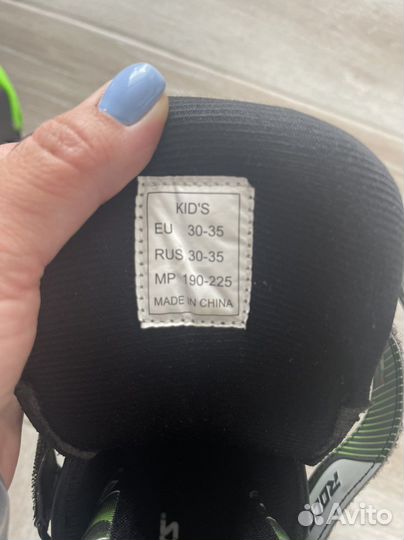 KID'S
EU 30-35
RUS 30-35
MP 190-225
MADE IN CHINA
Avito